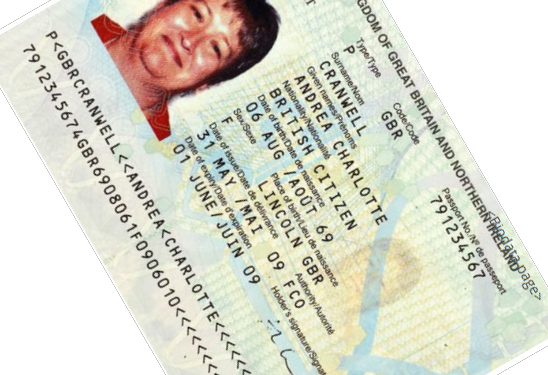 GDOM OF GREAT BRITAIN AND NORTHERN IRELAND
<Biodata page>
Type/Type Code/Code Passport No./Nº de passeport
P GBR 791234567
Surname/Nom
CRANWELL
Given names/Prénoms
ANDREA CHARLOTTE
Nationality/Nationalité
BRITISH CITIZEN
Date of birth/Date de naissance
06 AUG /AOÛT 69
Sex/Sexe Place of birth/Lieu de naissance
LINCOLN GBR
Date of issue/Date de délivrance Authority/Autorité
31 MAY /MAI 09 FCO
Date of expiry/Date d'expiration Holder's signature/Signa
01 JUNE/JUIN 09
P<GBRCRANWELL<<ANDREA<CHARLOTTE<<<<<<
7912345674GBR6908061F0906010<<<<<<<<